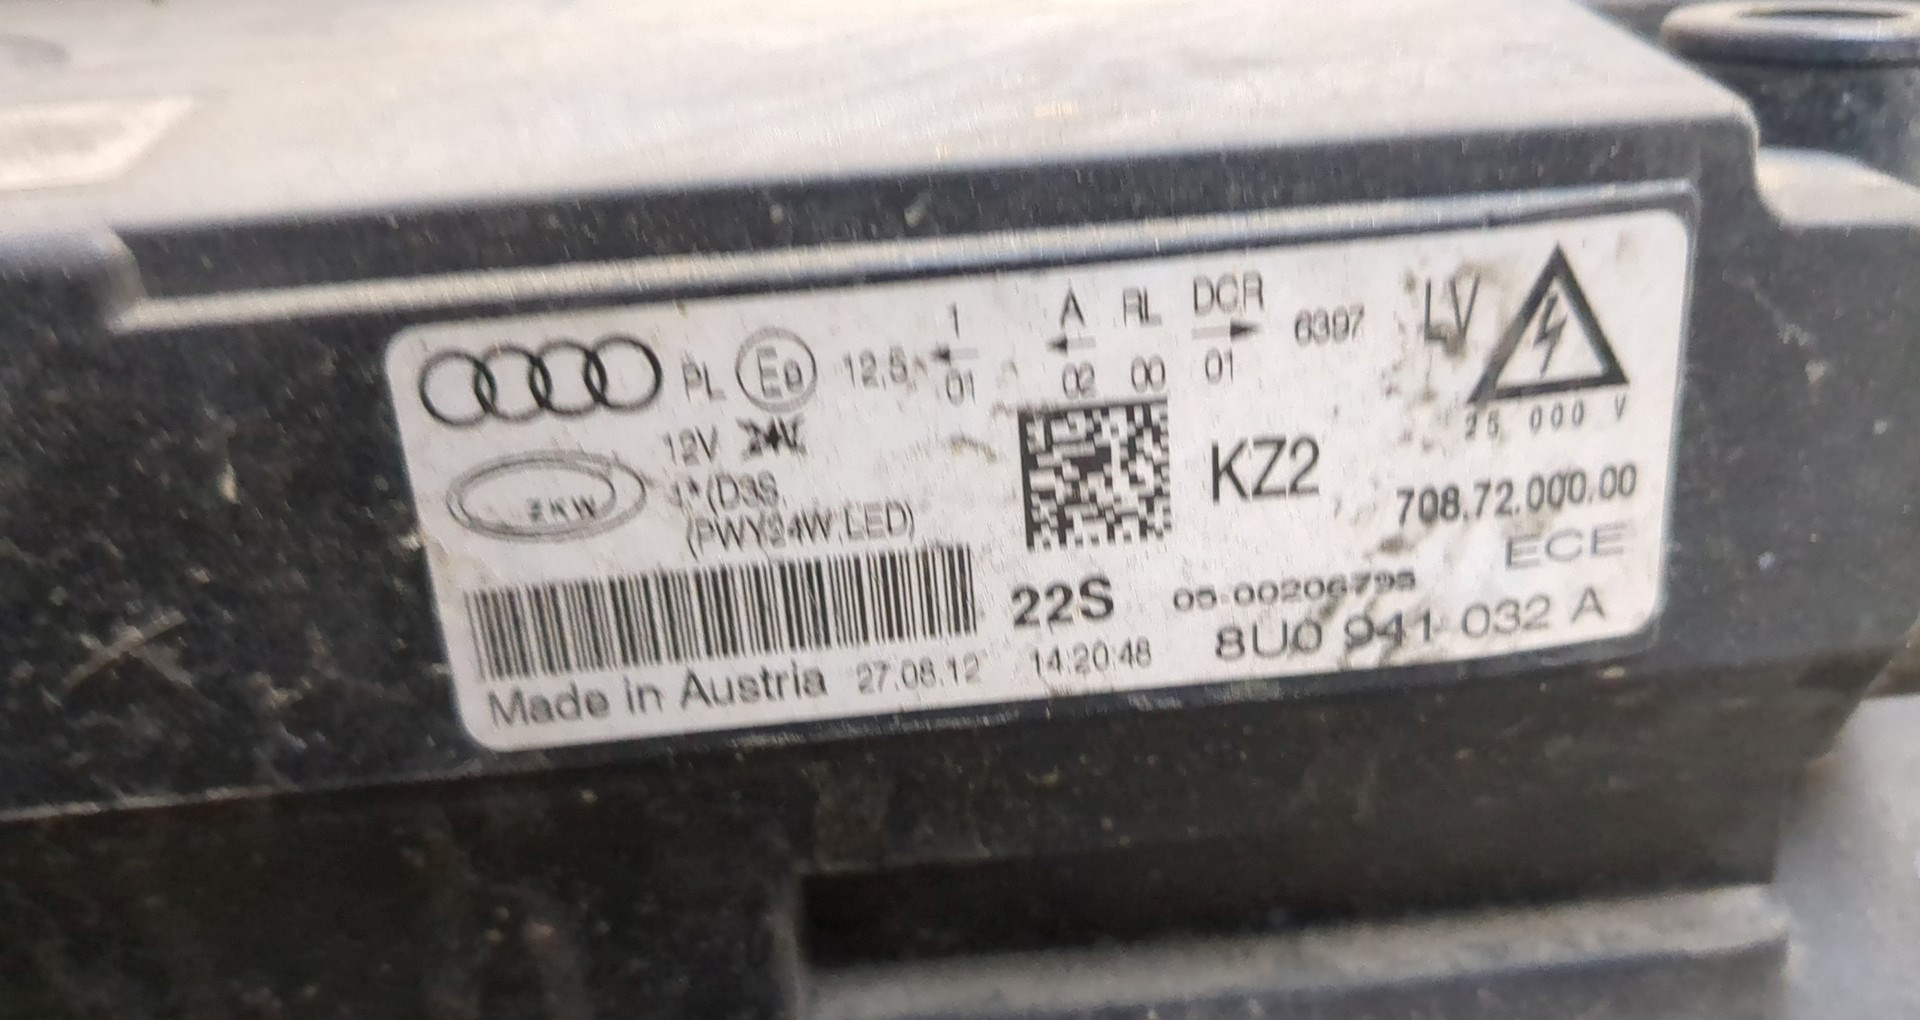 PL E9 12,5 1 A RL DCR 6397 LV
01 02 00 01
12V 24V
25 000 V
ZKW 1*(D3S,
KZ2
708.72.000.00
(PWY24W,LED)
ECE
22S 05-00206795
8U0 941 032 A
Made in Austria 27.08.12 14:20:48